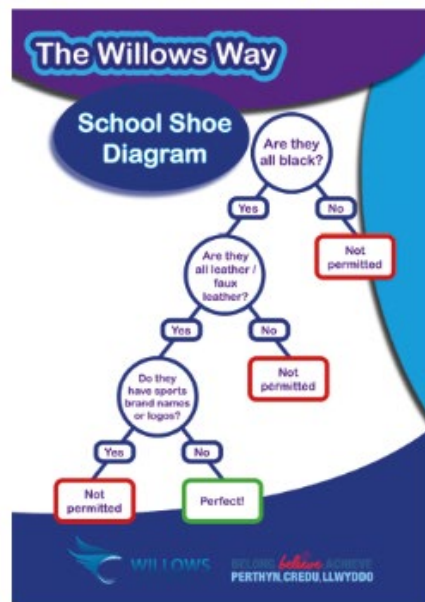 The Willows Way
School Shoe
Diagram
Are they
all black?
Yes
No
Not
permitted
Are they
all leather /
faux
leather?
Yes
No
Not
permitted
Do they
have sports
brand names
or logos?
Yes
No
Not
permitted
Perfect!
WILLOWS
BELONG believe ACHIEVE
PERTHYN.CREDU.LLWYDDO